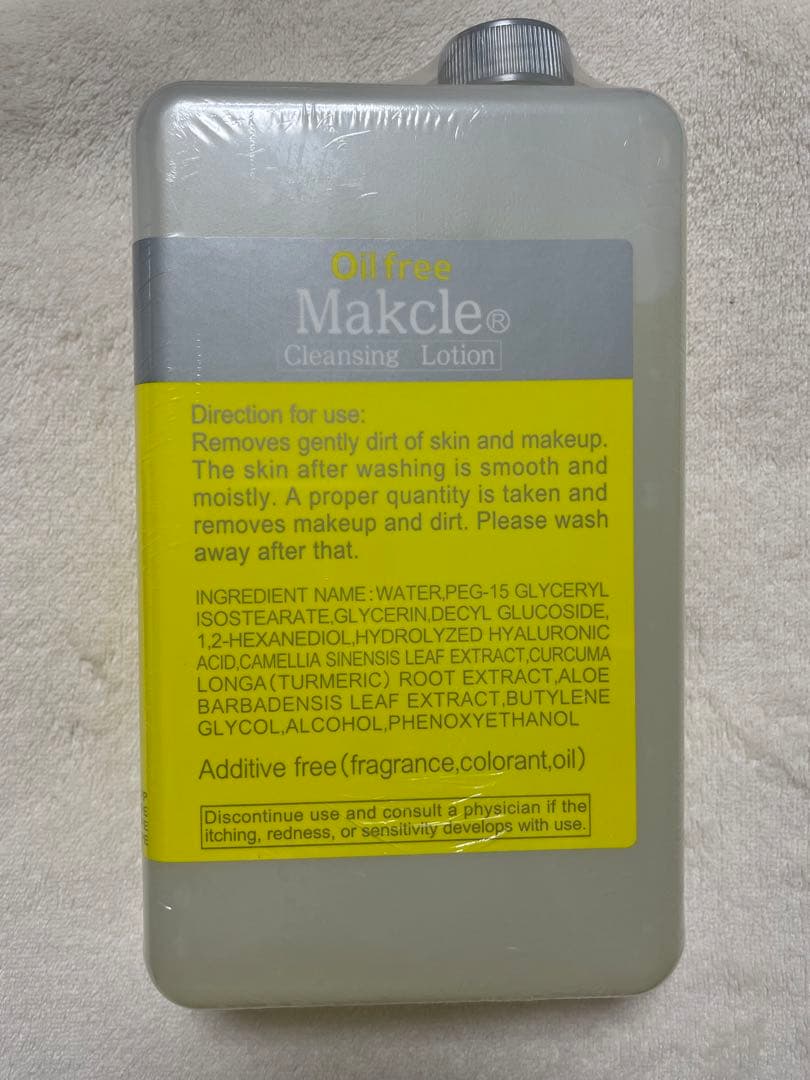 Oil free
Makcle®
Cleansing Lotion
Direction for use:
Removes gently dirt of skin and makeup.
The skin after washing is smooth and
moistly. A proper quantity is taken and
removes makeup and dirt. Please wash
away after that.
INGREDIENT NAME:WATER,PEG-15 GLYCERYL
ISOSTEARATE,GLYCERIN,DECYL GLUCOSIDE,
1,2-HEXANEDIOL,HYDROLYZED HYALURONIC
ACID,CAMELLIA SINENSIS LEAF EXTRACT,CURCUMA
LONGA(TURMERIC) ROOT EXTRACT,ALOE
BARBADENSIS LEAF EXTRACT,BUTYLENE
GLYCOL,ALCOHOL,PHENOXYETHANOL
Additive free(fragrance,colorant,oil)
Discontinue use and consult a physician if the
itching, redness, or sensitivity develops with use.